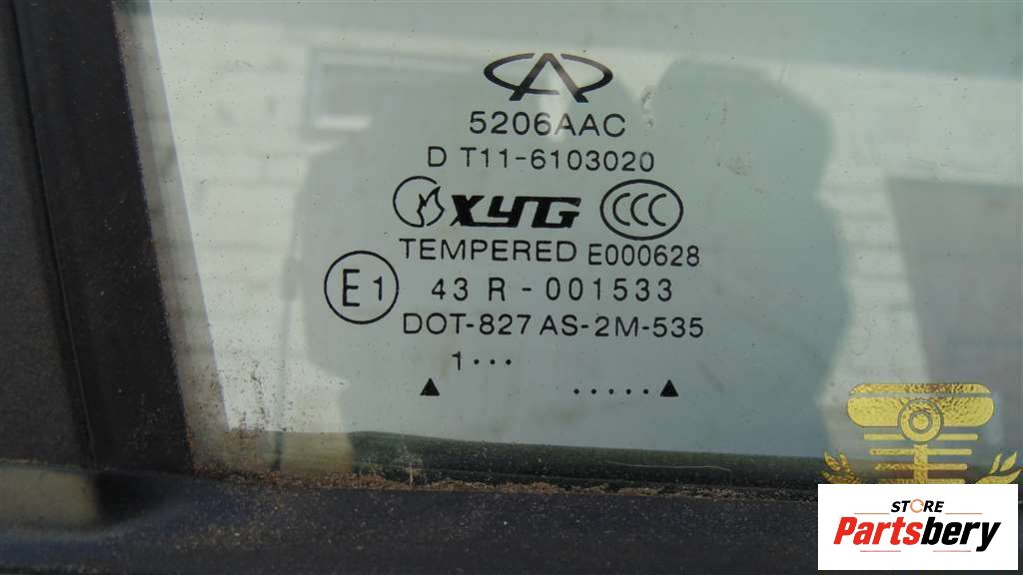 5206AAC
D T11-6103020
XYG CCC
TEMPERED E000628
E1 43 R - 001533
DOT-827 AS-2M-535
1...
.....
STORE
Partsbery